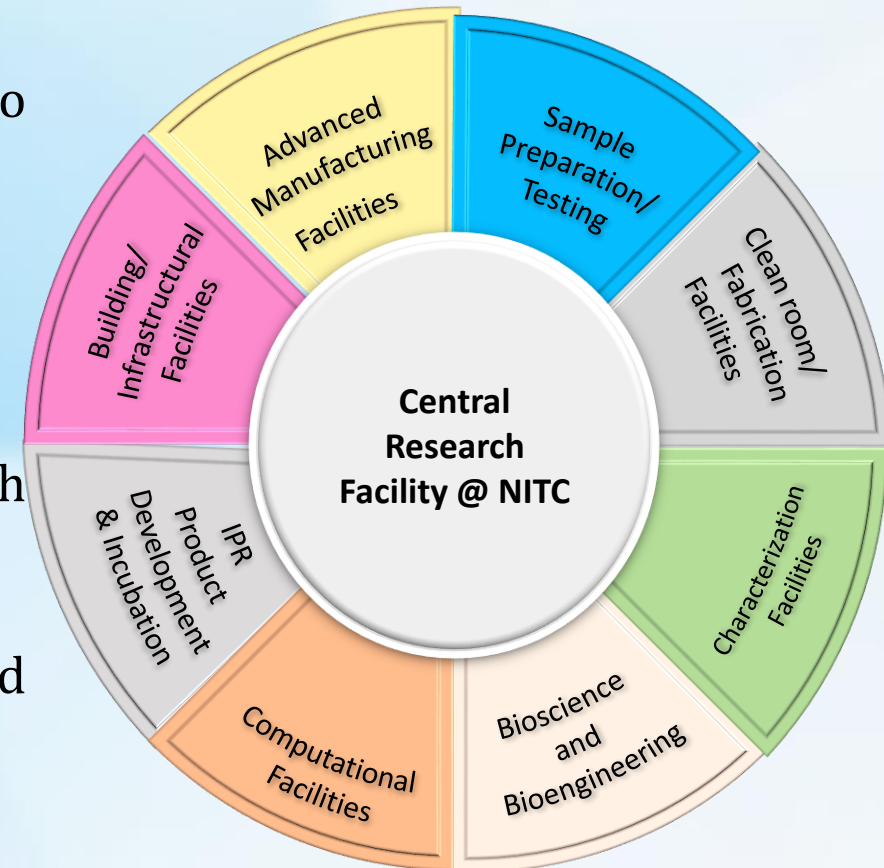 o
h
d
Central
Research
Facility @ NITC
Sample
Preparation/
Testing
Clean room/
Fabrication
Facilities
Characterization
Facilities
Bioscience
and
Bioengineering
Computational
Facilities
IPR
Product
Development
& Incubation
Building/
Infrastructural
Facilities
Advanced
Manufacturing
Facilities